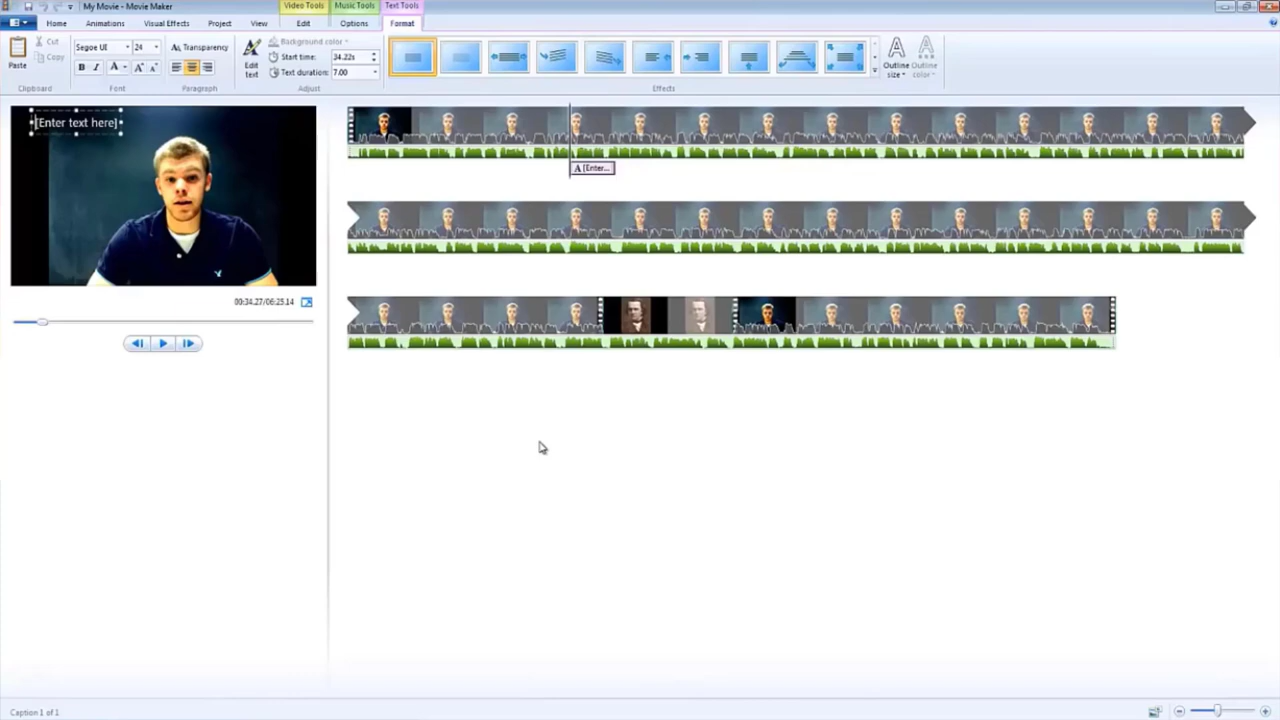 My Movie - Movie Maker
Video Tools
Music Tools
Text Tools
Home
Animations
Visual Effects
Project
View
Edit
Options
Format
Paste
Cut
Copy
Clipboard
Segoe UI
24
B
I
A
A
A
Font
Transparency
Paragraph
Edit
text
Background color
Start time:
34.22s
Text duration:
7.00
Adjust
Effects
Outline
size
Outline
color
[Enter text here]
00:34.27/06:25.14
A [Enter...
Caption 1 of 1